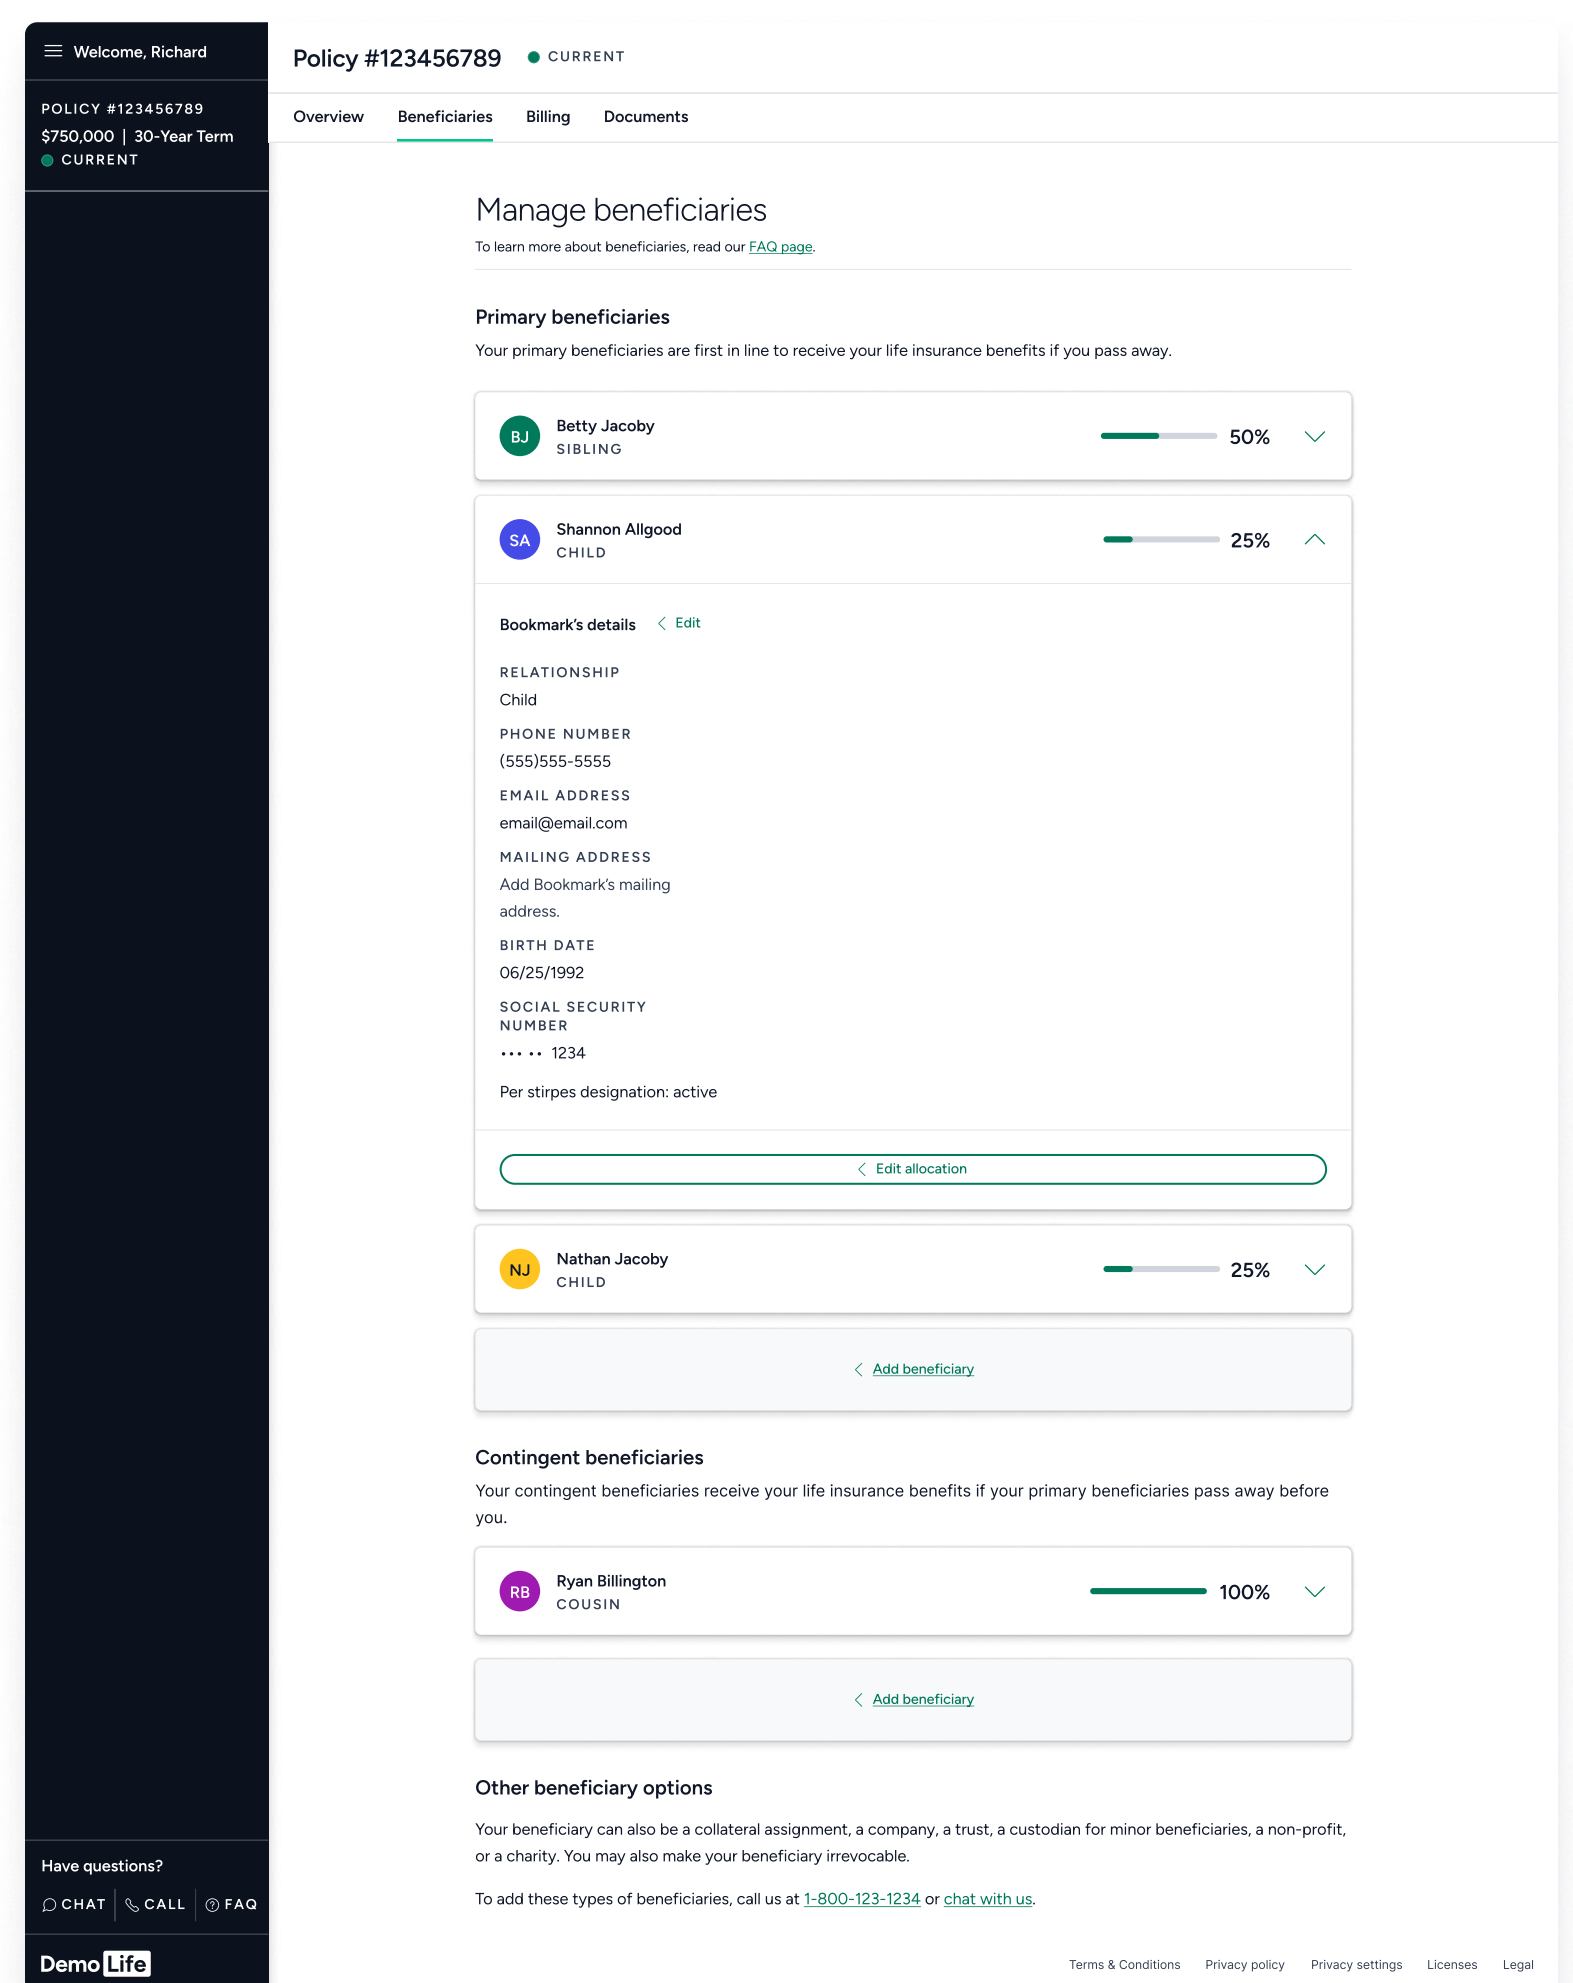 Welcome, Richard
POLICY #123456789
$750,000 | 30-Year Term
CURRENT
Policy #123456789
CURRENT
Overview
Beneficiaries
Billing
Documents
Manage beneficiaries
To learn more about beneficiaries, read our FAQ page.
Primary beneficiaries
Your primary beneficiaries are first in line to receive your life insurance benefits if you pass away.
BJ
Betty Jacoby
SIBLING
50%
SA
Shannon Allgood
CHILD
25%
Bookmark’s details
Edit
RELATIONSHIP
Child
PHONE NUMBER
(555)555-5555
EMAIL ADDRESS
email@email.com
MAILING ADDRESS
Add Bookmark’s mailing
address.
BIRTH DATE
06/25/1992
SOCIAL SECURITY
NUMBER
••• •• 1234
Per stirpes designation: active
Edit allocation
NJ
Nathan Jacoby
CHILD
25%
Add beneficiary
Contingent beneficiaries
Your contingent beneficiaries receive your life insurance benefits if your primary beneficiaries pass away before
you.
RB
Ryan Billington
COUSIN
100%
Add beneficiary
Other beneficiary options
Your beneficiary can also be a collateral assignment, a company, a trust, a custodian for minor beneficiaries, a non-profit,
or a charity. You may also make your beneficiary irrevocable.
To add these types of beneficiaries, call us at 1-800-123-1234 or chat with us.
Have questions?
CHAT
CALL
FAQ
Demo Life
Terms & Conditions
Privacy policy
Privacy settings
Licenses
Legal